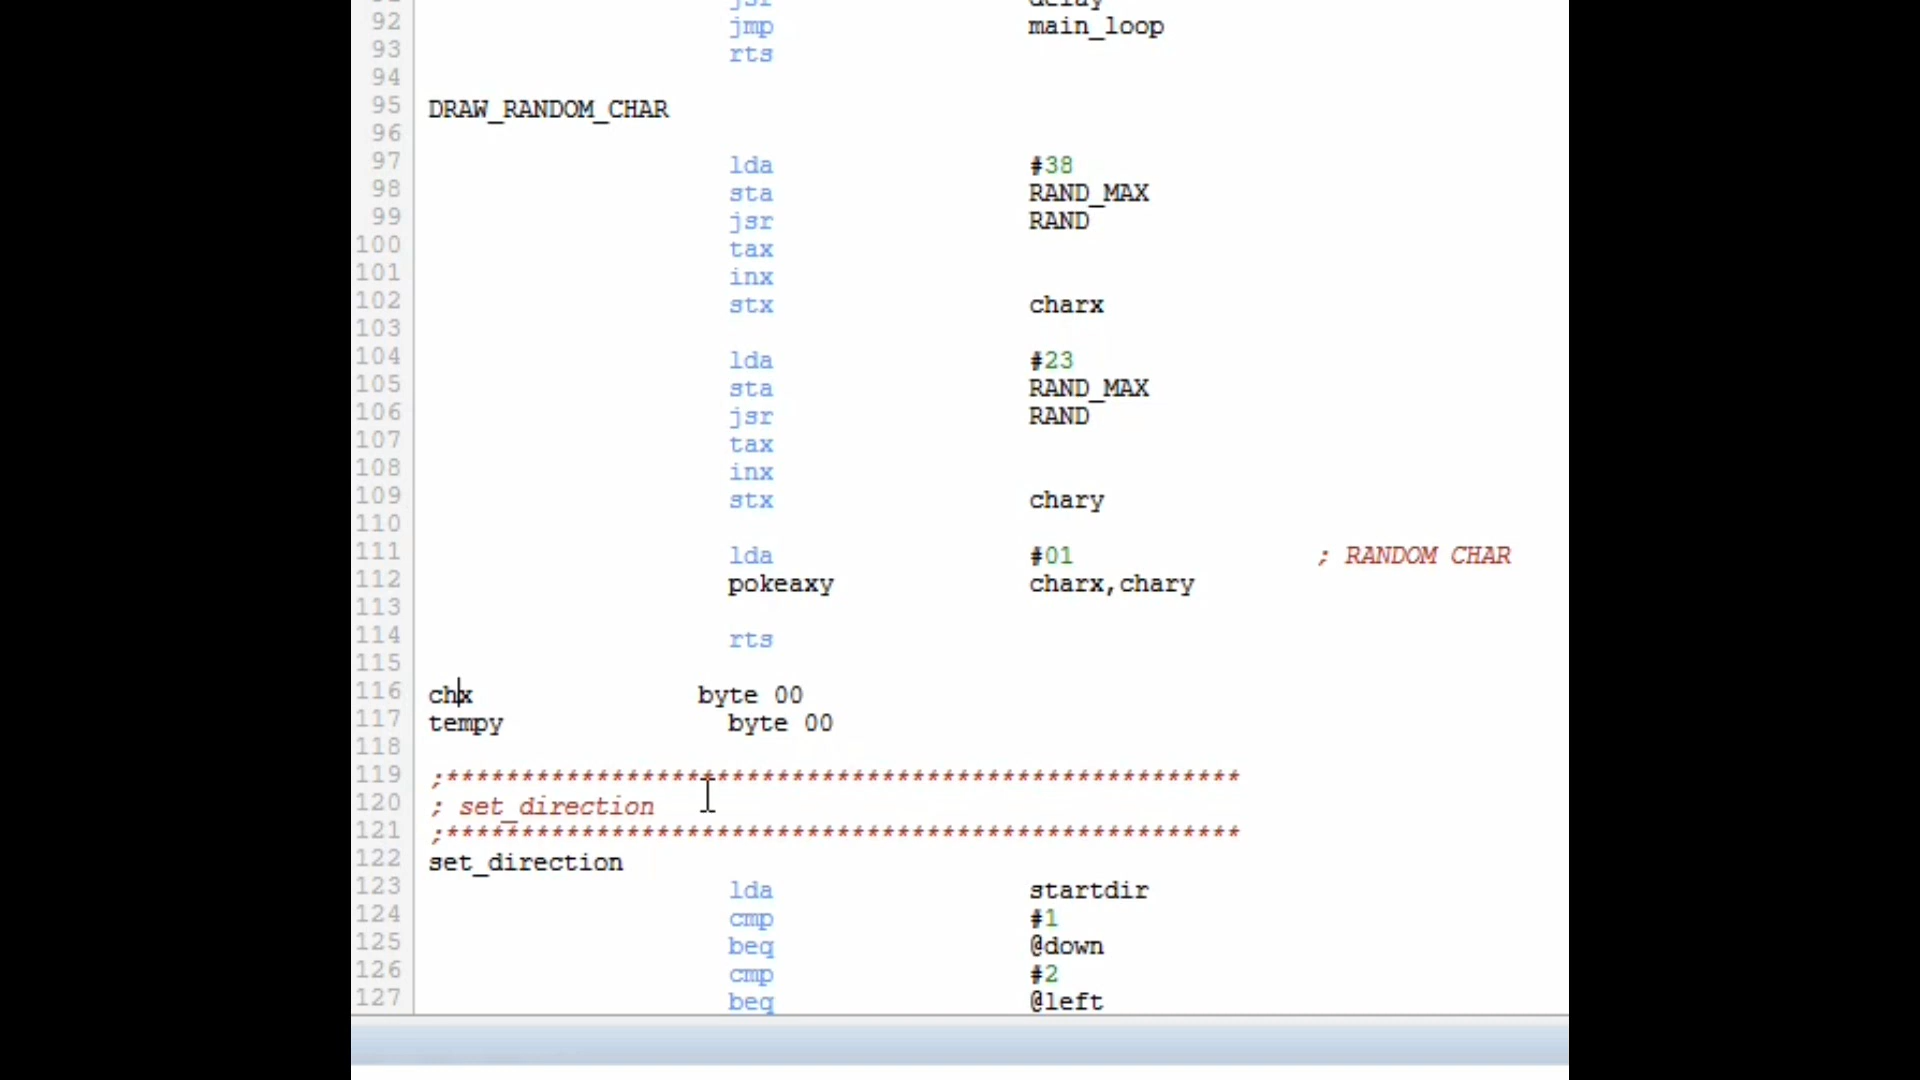 jsr delay
92 jmp main_loop
93 rts
94
95 DRAW_RANDOM_CHAR
96
97 lda #38
98 sta RAND_MAX
99 jsr RAND
100 tax
101 inx
102 stx charx
103
104 lda #23
105 sta RAND_MAX
106 jsr RAND
107 tax
108 inx
109 stx chary
110
111 lda #01 ; RANDOM CHAR
112 pokeaxy charx,chary
113
114 rts
115
116 chx byte 00
117 tempy byte 00
118
119 ;*****************************************************
120 ; set_direction
121 ;*****************************************************
122 set_direction
123 lda startdir
124 cmp #1
125 beq @down
126 cmp #2
127 beq @left